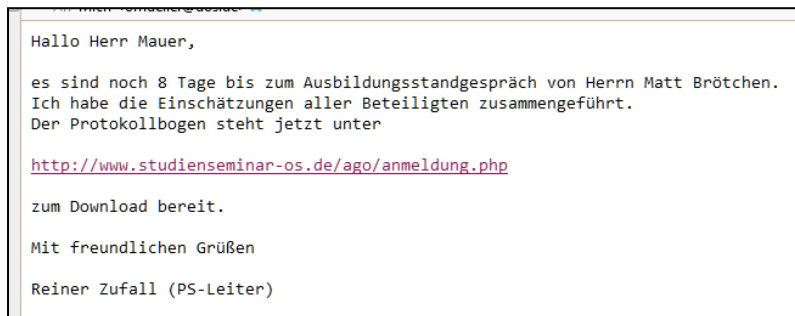 Hallo Herr Mauer,
es sind noch 8 Tage bis zum Ausbildungsstandgespräch von Herrn Matt Brötchen.
Ich habe die Einschätzungen aller Beteiligten zusammengeführt.
Der Protokollbogen steht jetzt unter
http://www.studienseminar-os.de/ago/anmeldung.php
zum Download bereit.
Mit freundlichen Grüßen
Reiner Zufall (PS-Leiter)